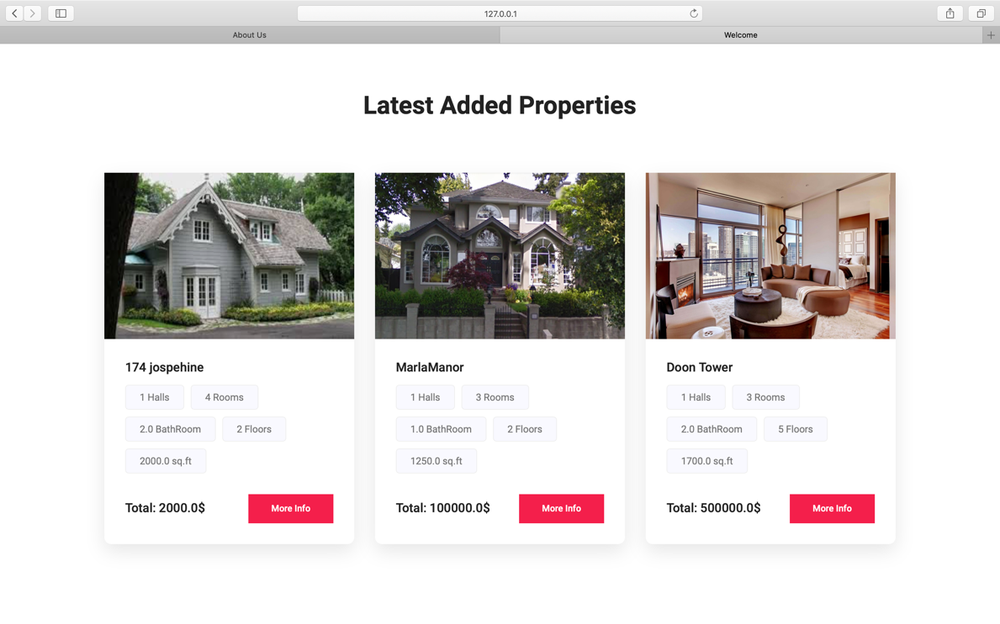 127.0.0.1
About Us
Welcome
Latest Added Properties
174 jospehine
1 Halls
4 Rooms
2.0 BathRoom
2 Floors
2000.0 sq.ft
Total: 2000.0$
More Info
MarlaManor
1 Halls
3 Rooms
1.0 BathRoom
2 Floors
1250.0 sq.ft
Total: 100000.0$
More Info
Doon Tower
1 Halls
3 Rooms
2.0 BathRoom
5 Floors
1700.0 sq.ft
Total: 500000.0$
More Info